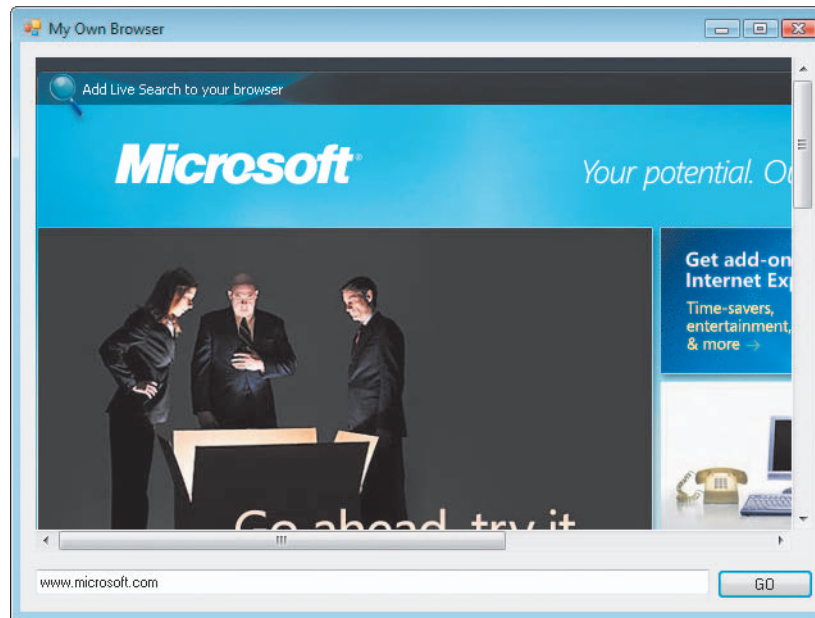 My Own Browser
Add Live Search to your browser
Microsoft®
Your potential. Ou
Get add-on
Internet Exp
Time-savers,
entertainment,
& more →
Go ahead, try it
www.microsoft.com
GO